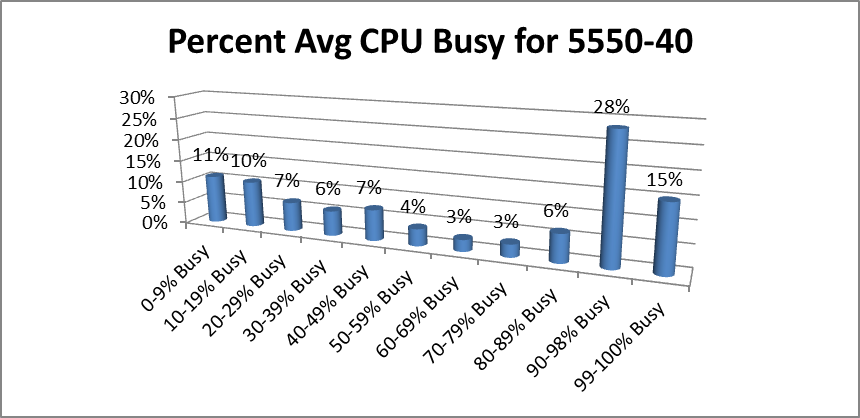 Percent Avg CPU Busy for 5550-40
30%
25%
20%
15%
10%
5%
0%
11%
10%
7%
6%
7%
4%
3%
3%
6%
28%
15%
0-9% Busy
10-19% Busy
20-29% Busy
30-39% Busy
40-49% Busy
50-59% Busy
60-69% Busy
70-79% Busy
80-89% Busy
90-98% Busy
99-100% Busy